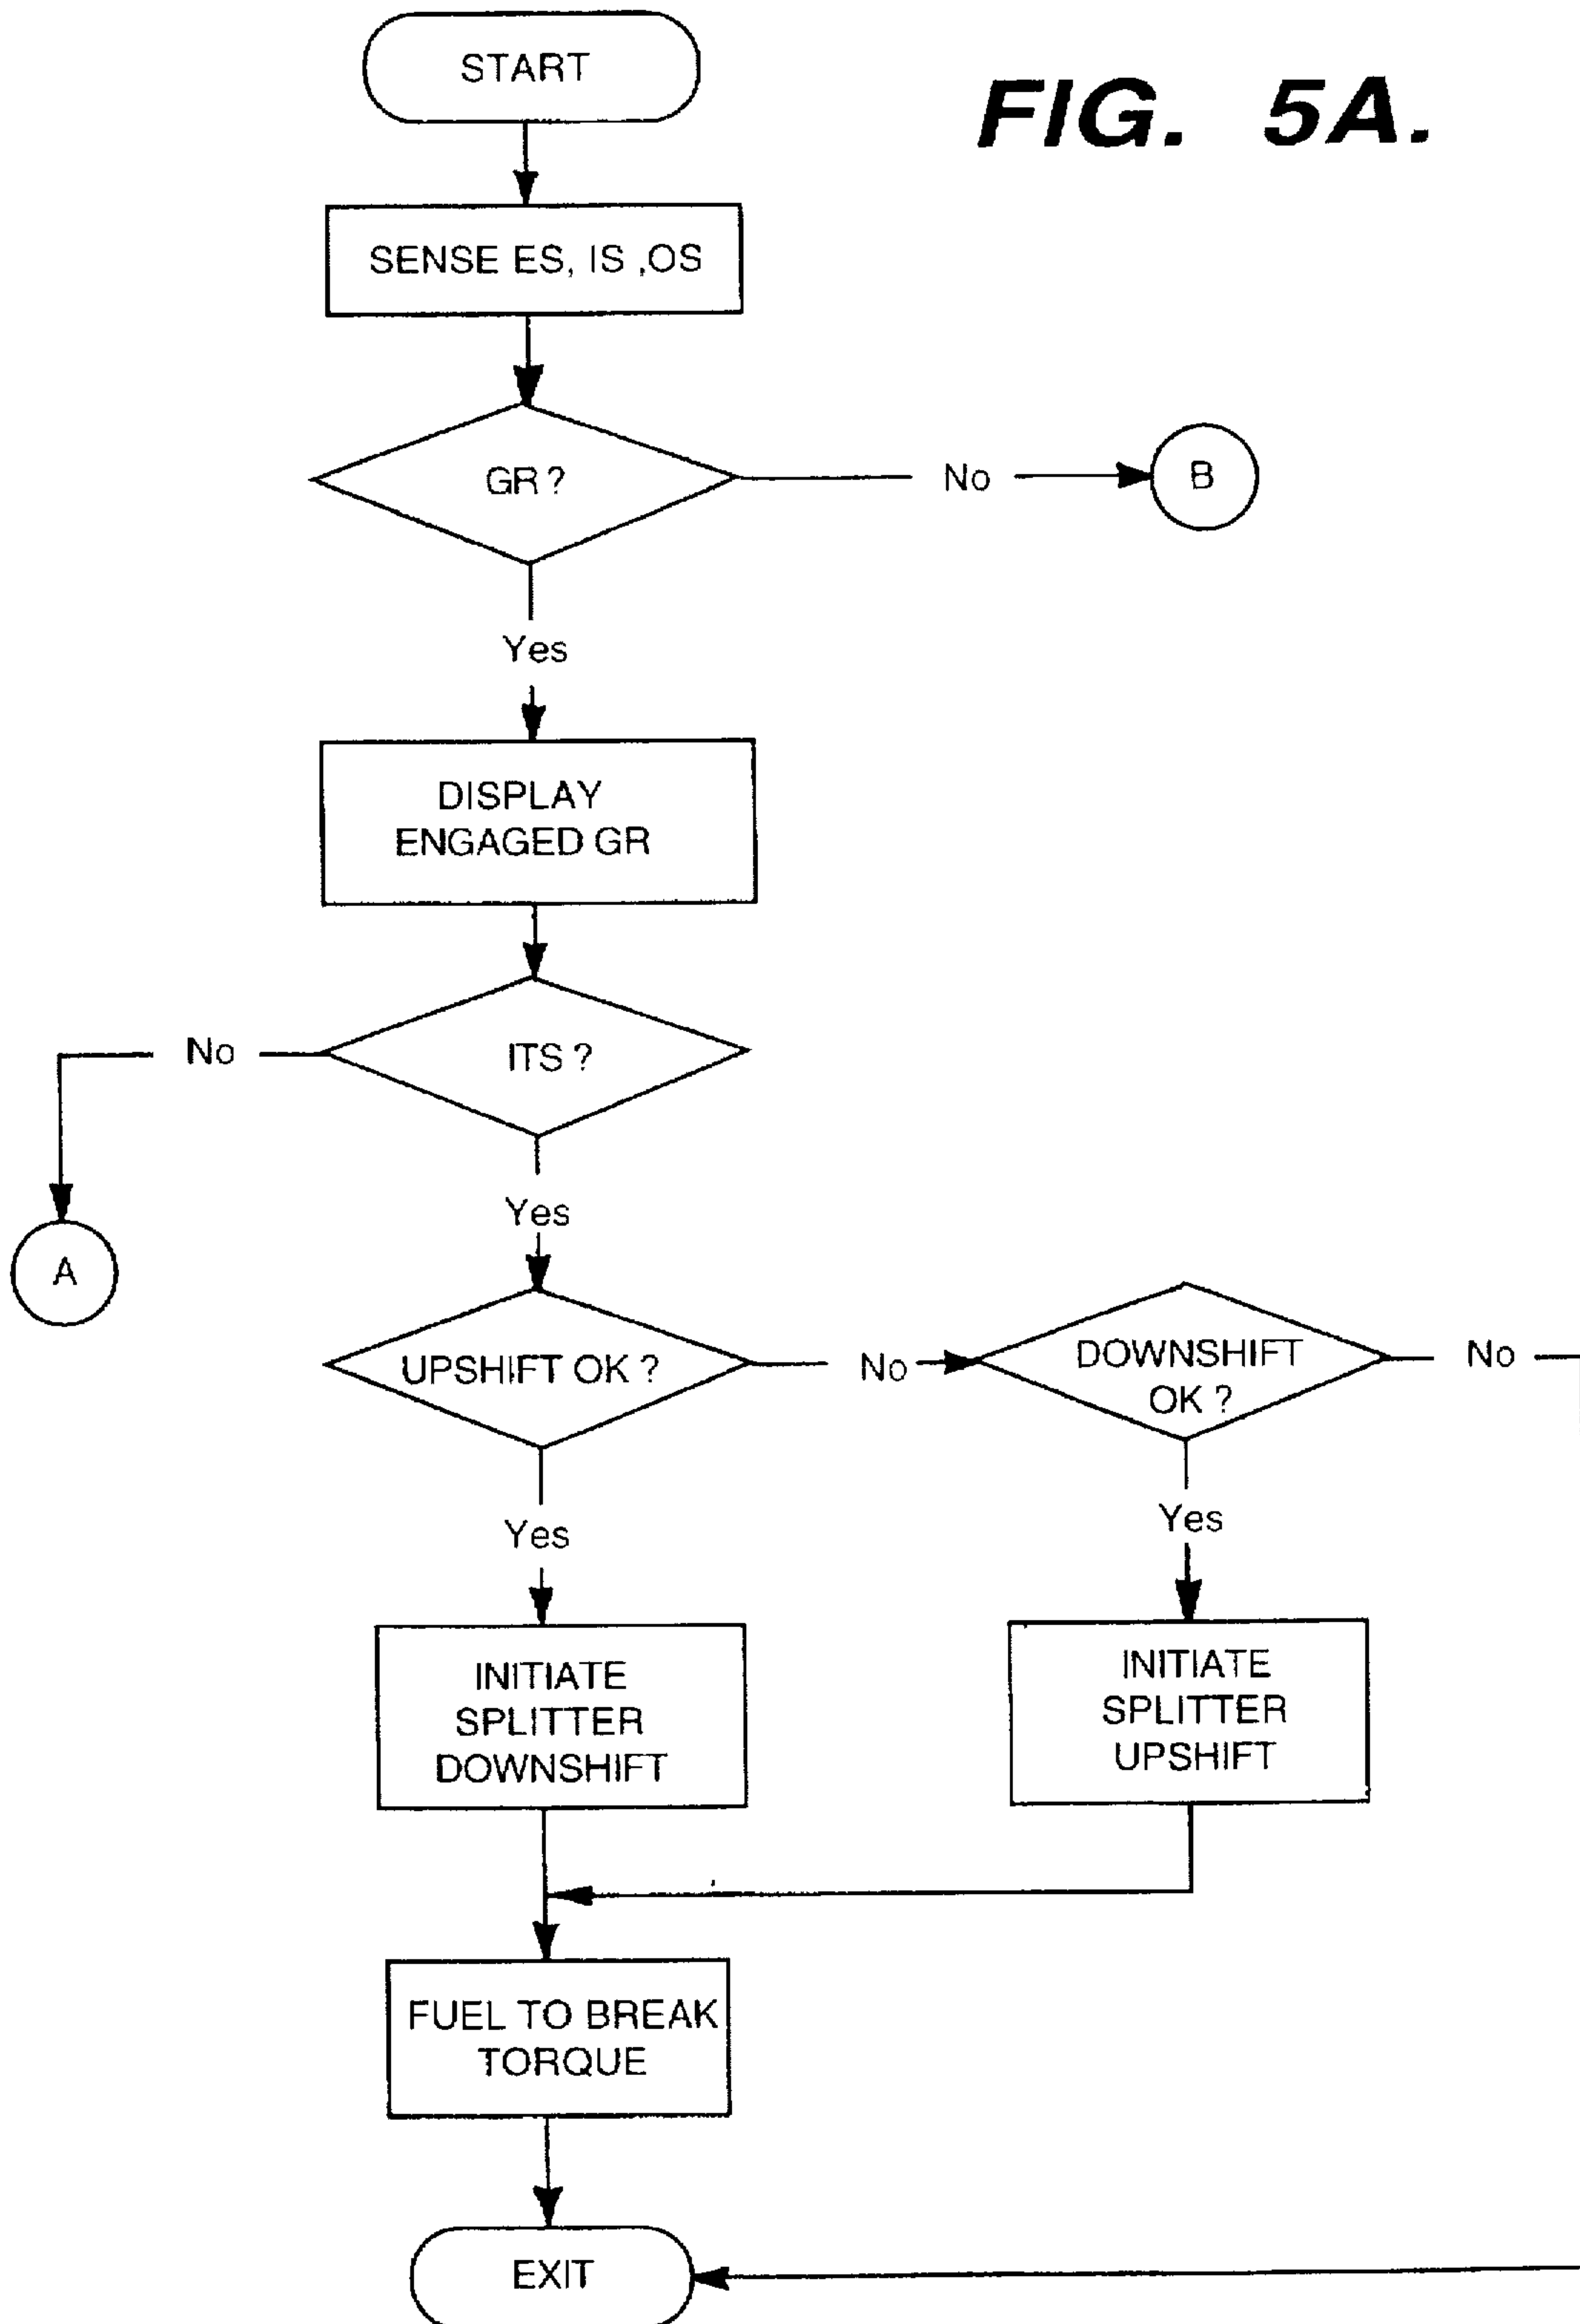 START
FIG. 5A.
SENSE ES, IS ,OS
GR ?
No
B
Yes
DISPLAY
ENGAGED GR
ITS ?
No
A
Yes
UPSHIFT OK ?
No
DOWNSHIFT
OK ?
No
Yes
Yes
INITIATE
SPLITTER
DOWNSHIFT
INITIATE
SPLITTER
UPSHIFT
FUEL TO BREAK
TORQUE
EXIT